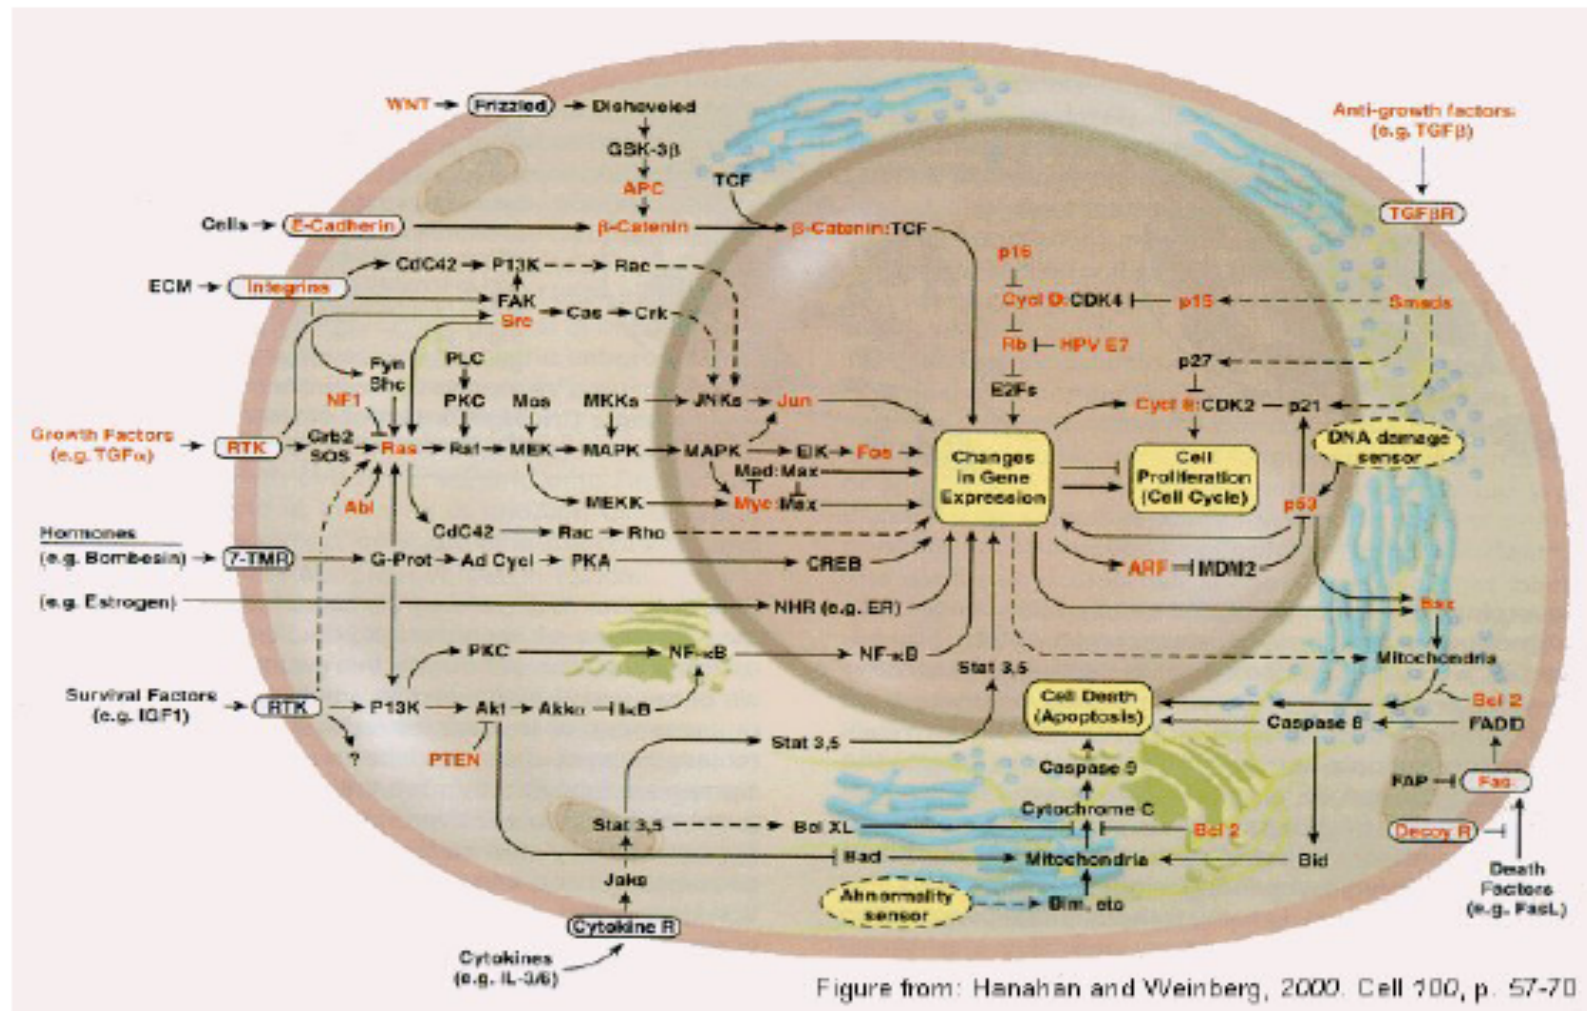 WNT
Frizzled
Disheveled
GSK-3β
APC
TCF
Cells
E-Cadherin
β-Catenin
β-Catenin:TCF
Anti-growth factors
(e.g. TGFβ)
TGFβR
CdC42
P13K
Rac
ECM
Integrins
FAK
Src
Cas
Crk
p16
Cycl D:CDK4
p15
Smads
Rb
HPV E7
E2Fs
p27
Cycl E:CDK2
p21
Fyn
Shc
PLC
NF1
PKC
Mos
MKKs
JNKs
Jun
Growth Factors
(e.g. TGFα)
RTK
Grb2
SOS
Ras
Raf
MEK
MAPK
MAPK
ElK
Fos
Mad:Max
Abl
MEKK
Myc:Max
Changes
In Gene
Expression
Cell
Proliferation
(Cell Cycle)
DNA damage
sensor
p53
CdC42
Rac
Rho
Hormones
(e.g. Bombesin)
7-TMR
G-Prot
Ad Cycl
PKA
CREB
ARF
MDM2
(e.g. Estrogen)
NHR (e.g. ER)
Bax
PKC
NF-κB
NF-κB
Stat 3,5
Mitochondria
Survival Factors
(e.g. IGF1)
RTK
P13K
Akt
Akkα
IκB
?
PTEN
Stat 3,5
Cell Death
(Apoptosis)
Bcl 2
Caspase 8
FADD
Caspase 9
FAP
Fas
Cytochrome C
Stat 3,5
Bcl XL
Bcl 2
Decoy R
Bad
Mitochondria
Bid
Jaks
Abnormality
sensor
Bim, etc
Death
Factors
(e.g. FasL)
Cytokine R
Cytokines
(e.g. IL-3/6)
Figure from: Hanahan and Weinberg, 2000. Cell 100, p. 57-70